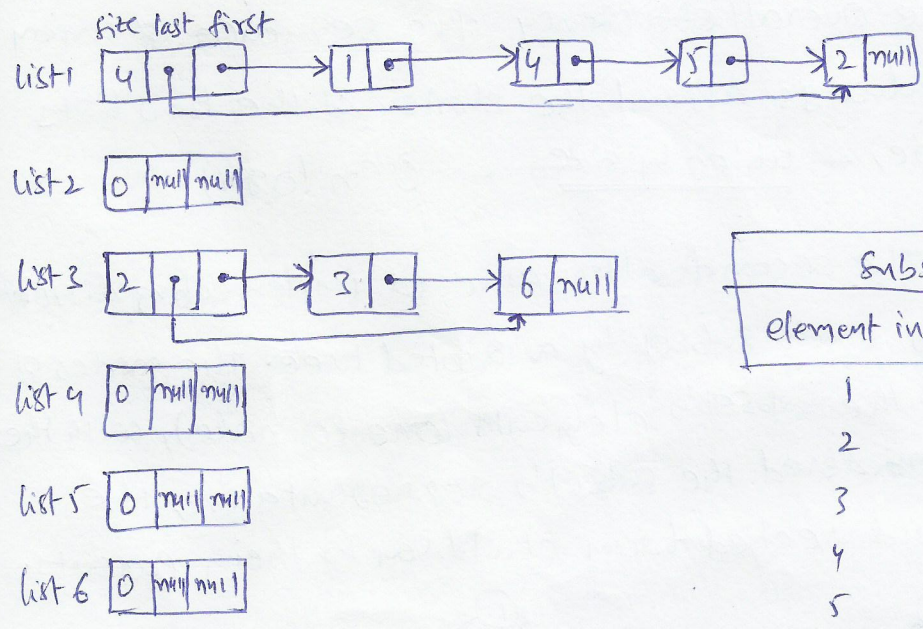 size last first
list1 4 1 4 5 2 null
list2 0 null null
list3 2 3 6 null
Subs
element in
list4 0 null null
1
2
list5 0 null null
3
4
list6 0 null null
5